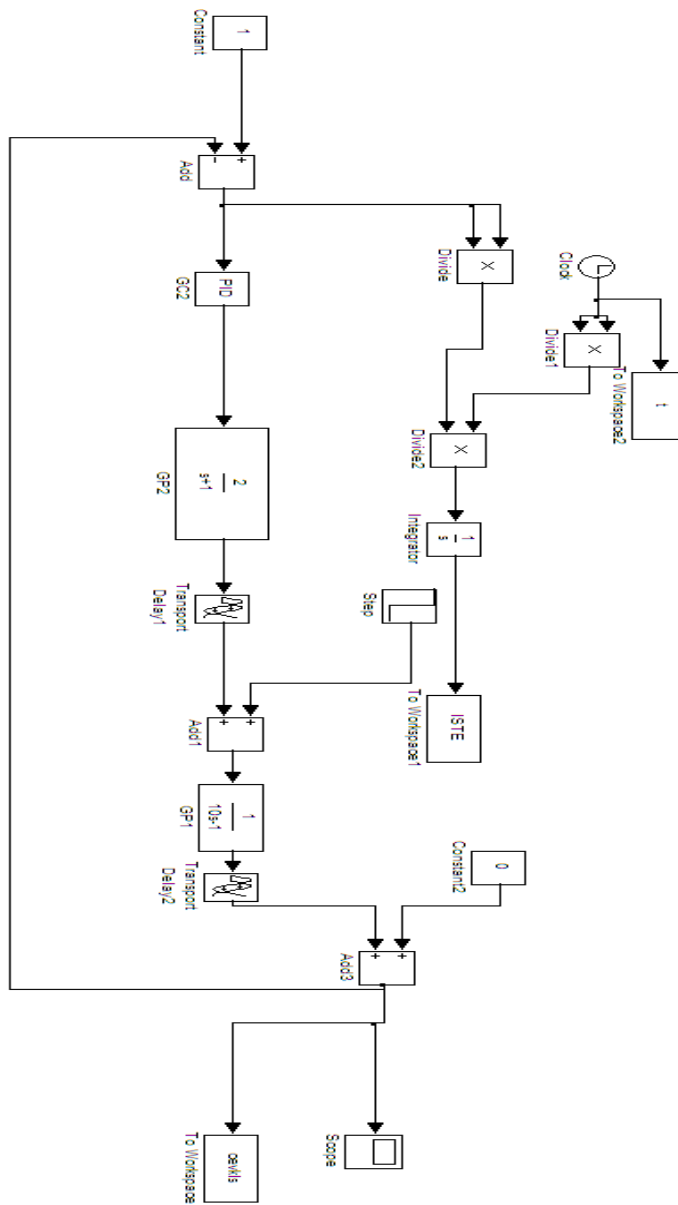 1
Constant
+
-
Add
PID
GC2
2
s+1
GP2
Transport
Delay1
X
Divide
Clock
X
Divide1
t
To Workspace2
X
Divide2
1
s
Integrator
ISTE
To Workspace1
Step
+
+
Add1
1
10s-1
GP1
Transport
Delay2
0
Constant2
+
+
Add3
Scope
cevkls
To Workspace